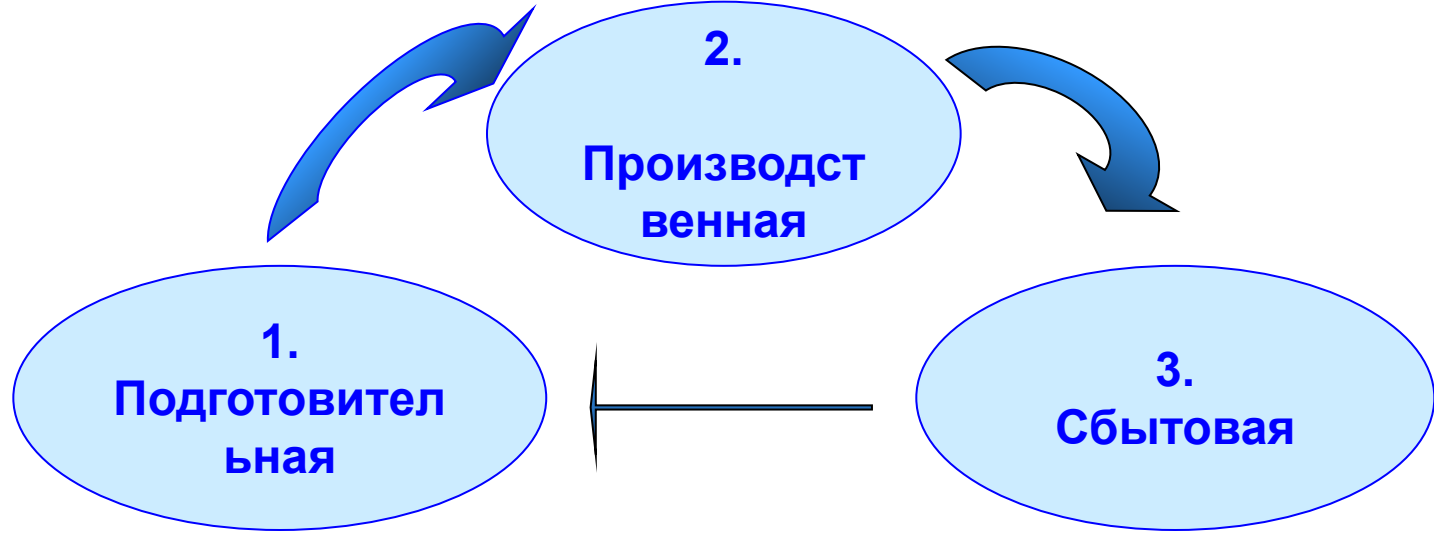 1.
Подготовител
ьная
2.
Производст
венная
3.
Сбытовая